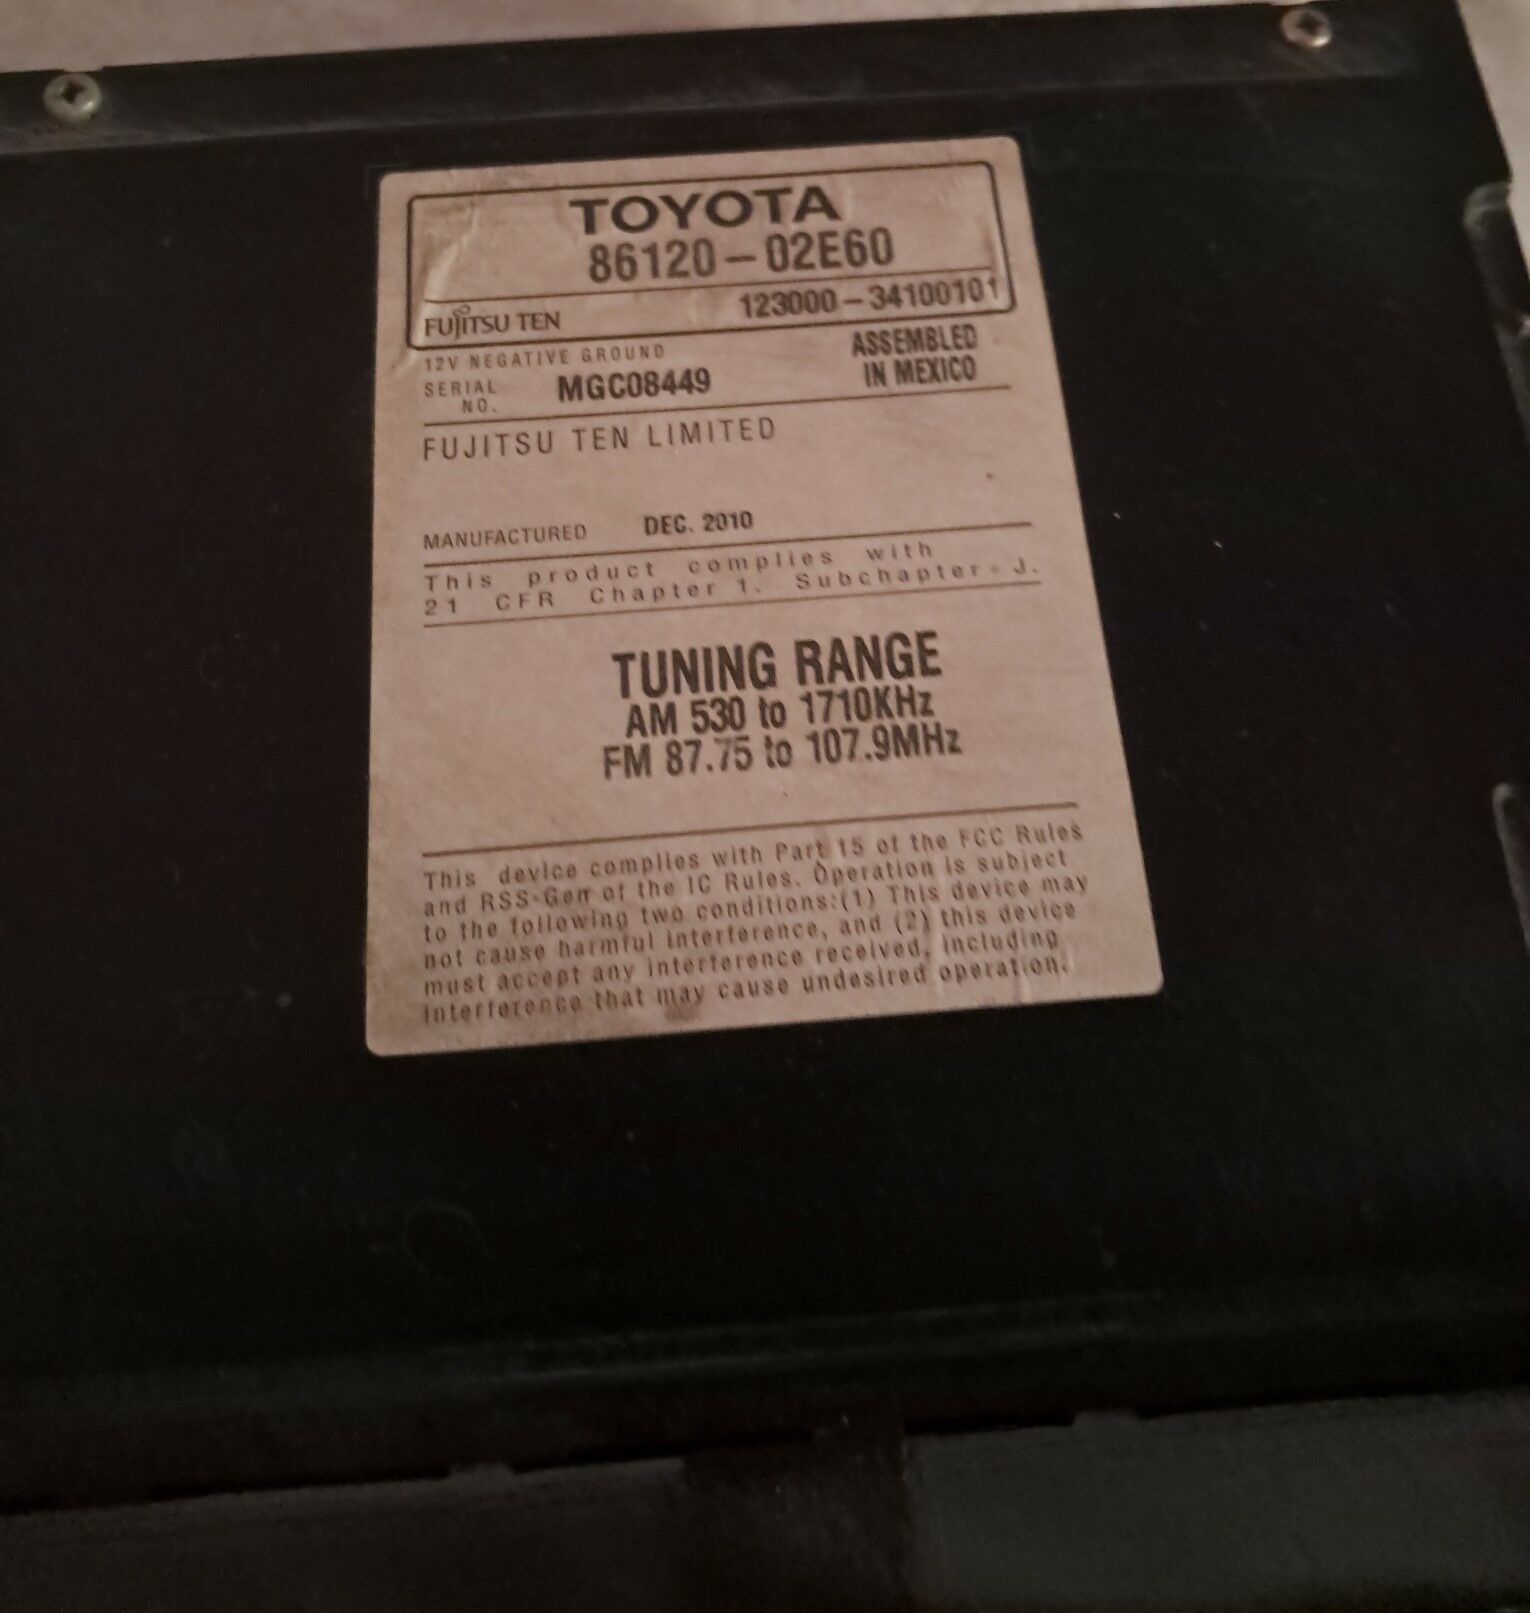 TOYOTA
86120-02E60
FUJITSU TEN 123000-34100101
12V NEGATIVE GROUND
ASSEMBLED
IN MEXICO
SERIAL
NO. MGC08449
FUJITSU TEN LIMITED
MANUFACTURED DEC. 2010
This product complies with
21 CFR Chapter 1, Subchapter J.
TUNING RANGE
AM 530 to 1710KHz
FM 87.75 to 107.9MHz
This device complies with Part 15 of the FCC Rules
and RSS-Gen of the IC Rules. Operation is subject
to the following two conditions:(1) This device may
not cause harmful interference, and (2) this device
must accept any interference received, including
interference that may cause undesired operation.